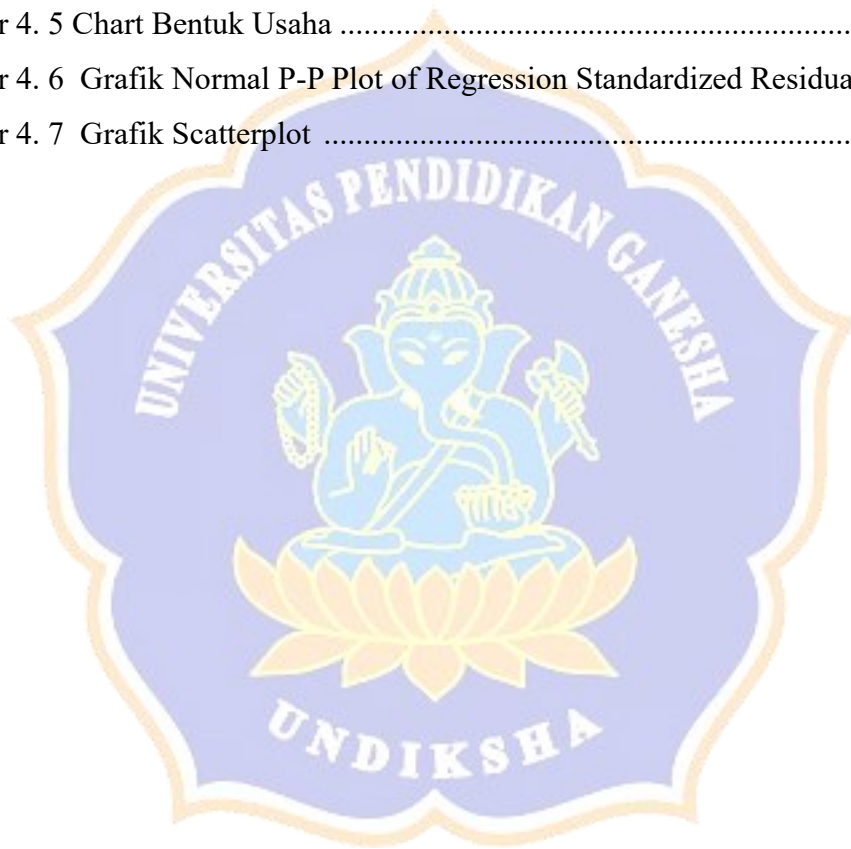 r 4. 5 Chart Bentuk Usaha ..............................................................
r 4. 6  Grafik Normal P-P Plot of Regression Standardized Residua
r 4. 7  Grafik Scatterplot ................................................................
UNIVERSITAS PENDIDIKAN GANESHA
UNDIKSHA